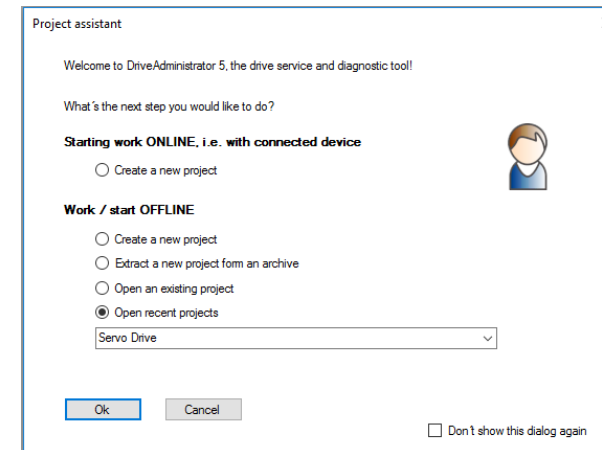 Project assistant
Welcome to DriveAdministrator 5, the drive service and diagnostic tool!
What´s the next step you would like to do?
Starting work ONLINE, i.e. with connected device
Create a new project
Work / start OFFLINE
Create a new project
Extract a new project form an archive
Open an existing project
Open recent projects
Servo Drive
Ok Cancel
Don´t show this dialog again